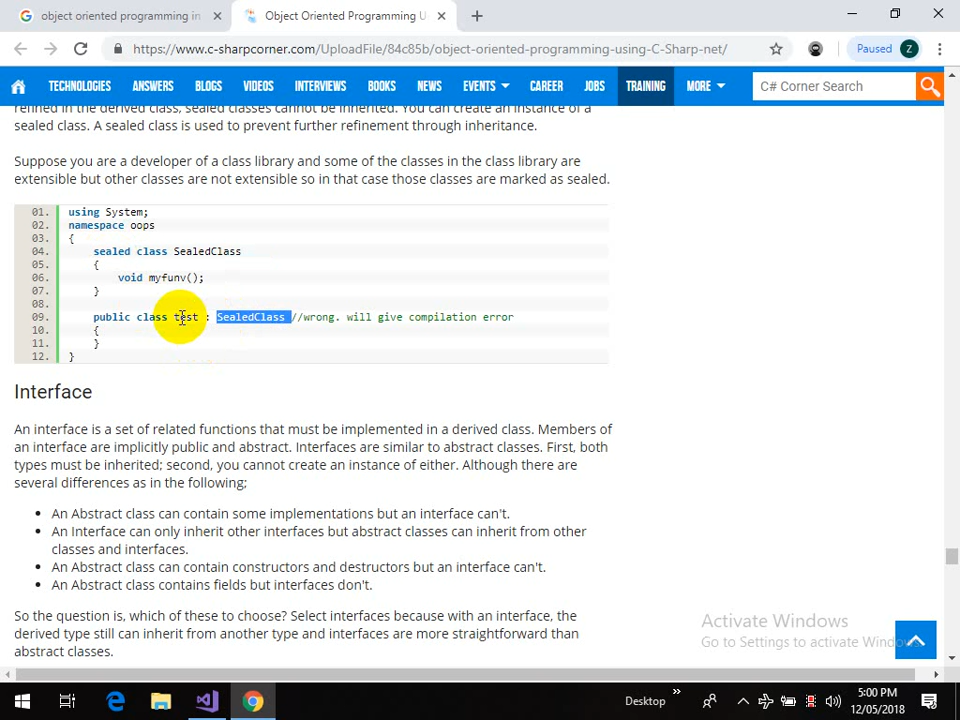 object oriented programming in
Object Oriented Programming U
https://www.c-sharpcorner.com/UploadFile/84c85b/object-oriented-programming-using-C-Sharp-net/
Paused Z
TECHNOLOGIES ANSWERS BLOGS VIDEOS INTERVIEWS BOOKS NEWS EVENTS CAREER JOBS TRAINING MORE C# Corner Search
refined in the derived class, sealed classes cannot be inherited. You can create an instance of a
sealed class. A sealed class is used to prevent further refinement through inheritance.
Suppose you are a developer of a class library and some of the classes in the class library are
extensible but other classes are not extensible so in that case those classes are marked as sealed.
01. using System;
02. namespace oops
03. {
04. sealed class SealedClass
05. {
06. void myfunv();
07. }
08.
09. public class test : SealedClass //wrong. will give compilation error
10. {
11. }
12. }
Interface
An interface is a set of related functions that must be implemented in a derived class. Members of
an interface are implicitly public and abstract. Interfaces are similar to abstract classes. First, both
types must be inherited; second, you cannot create an instance of either. Although there are
several differences as in the following;
• An Abstract class can contain some implementations but an interface can't.
• An Interface can only inherit other interfaces but abstract classes can inherit from other
classes and interfaces.
• An Abstract class can contain constructors and destructors but an interface can't.
• An Abstract class contains fields but interfaces don't.
So the question is, which of these to choose? Select interfaces because with an interface, the
derived type still can inherit from another type and interfaces are more straightforward than
abstract classes.
Activate Windows
Go to Settings to activate Windows.
Desktop
5:00 PM
12/05/2018